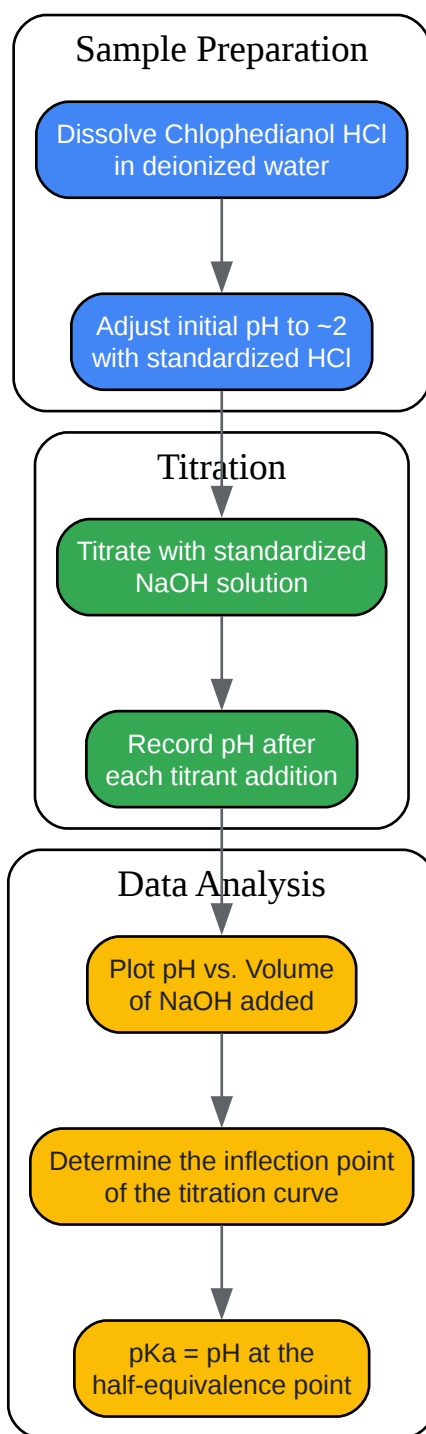 Sample Preparation
Dissolve Chlophedianol HCl
in deionized water
Adjust initial pH to ~2
with standardized HCl
Titration
Titrate with standardized
NaOH solution
Record pH after
each titrant addition
Data Analysis
Plot pH vs. Volume
of NaOH added
Determine the inflection point
of the titration curve
pKa = pH at the
half-equivalence point